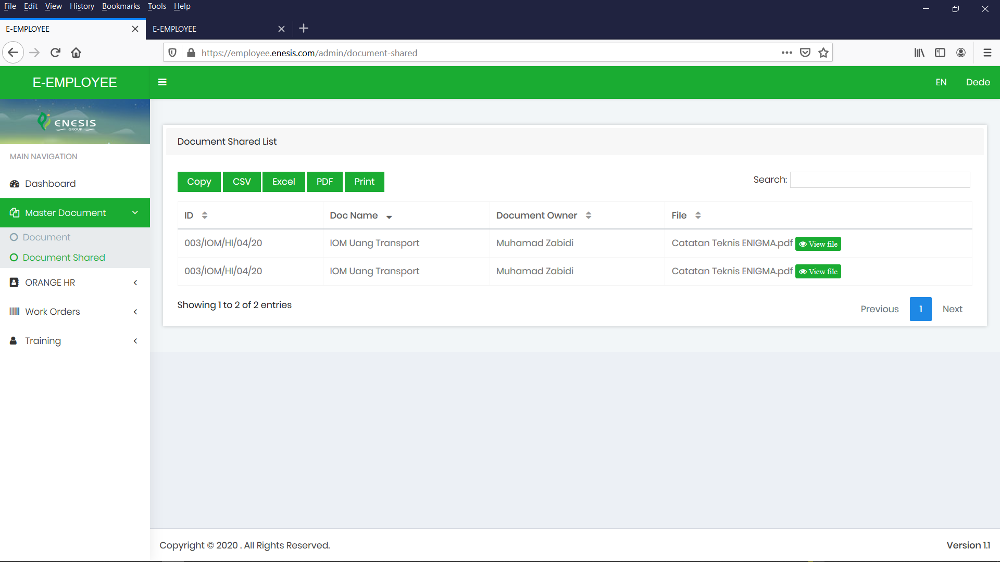 File Edit View History Bookmarks Tools Help
E-EMPLOYEE
E-EMPLOYEE
https://employee.enesis.com/admin/document-shared
E-EMPLOYEE
EN
Dede
ENESIS
GROUP
MAIN NAVIGATION
Dashboard
Master Document
Document
Document Shared
ORANGE HR
Work Orders
Training
Document Shared List
Copy CSV Excel PDF Print
Search:
ID Doc Name Document Owner File
003/IOM/HI/04/20 IOM Uang Transport Muhamad Zabidi Catatan Teknis ENIGMA.pdf View file
003/IOM/HI/04/20 IOM Uang Transport Muhamad Zabidi Catatan Teknis ENIGMA.pdf View file
Showing 1 to 2 of 2 entries
Previous 1 Next
Copyright © 2020 . All Rights Reserved.
Version 1.1